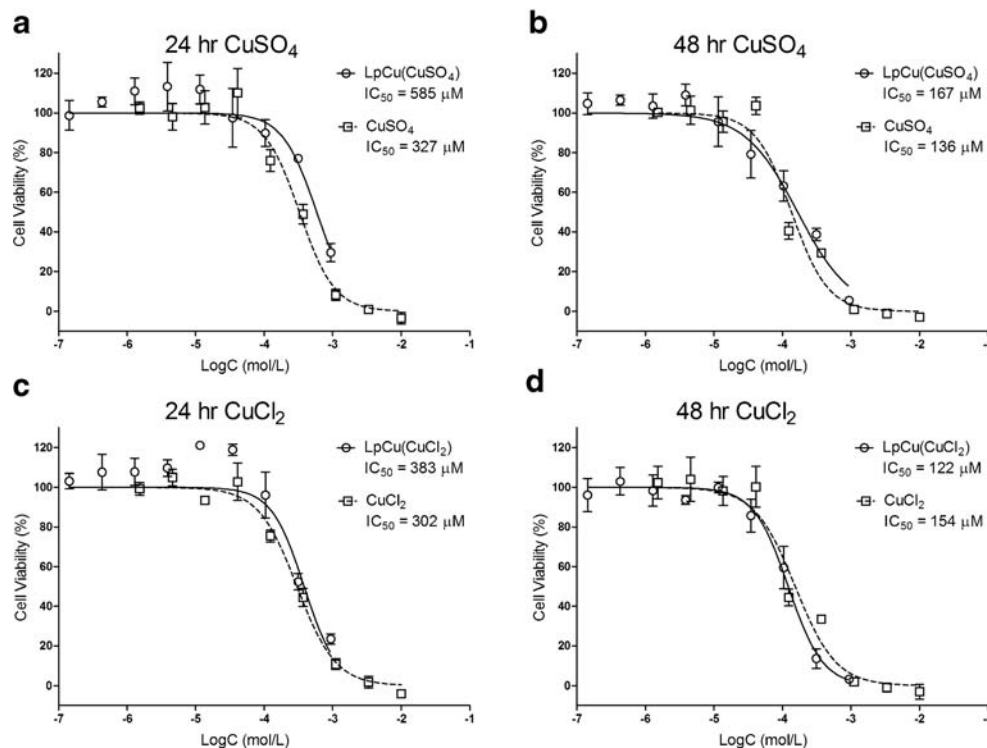 a
24 hr CuSO4
LpCu(CuSO4)
IC50 = 585 μM
CuSO4
IC50 = 327 μM
Cell Viability (%)
120
100
80
60
40
20
0
-7 -6 -5 -4 -3 -2 -1
LogC (mol/L)
b
48 hr CuSO4
LpCu(CuSO4)
IC50 = 167 μM
CuSO4
IC50 = 136 μM
Cell Viability (%)
120
100
80
60
40
20
0
-7 -6 -5 -4 -3 -2 -1
LogC (mol/L)
c
24 hr CuCl2
LpCu(CuCl2)
IC50 = 383 μM
CuCl2
IC50 = 302 μM
Cell Viability (%)
120
100
80
60
40
20
0
-7 -6 -5 -4 -3 -2 -1
LogC (mol/L)
d
48 hr CuCl2
LpCu(CuCl2)
IC50 = 122 μM
CuCl2
IC50 = 154 μM
Cell Viability (%)
120
100
80
60
40
20
0
-7 -6 -5 -4 -3 -2 -1
LogC (mol/L)